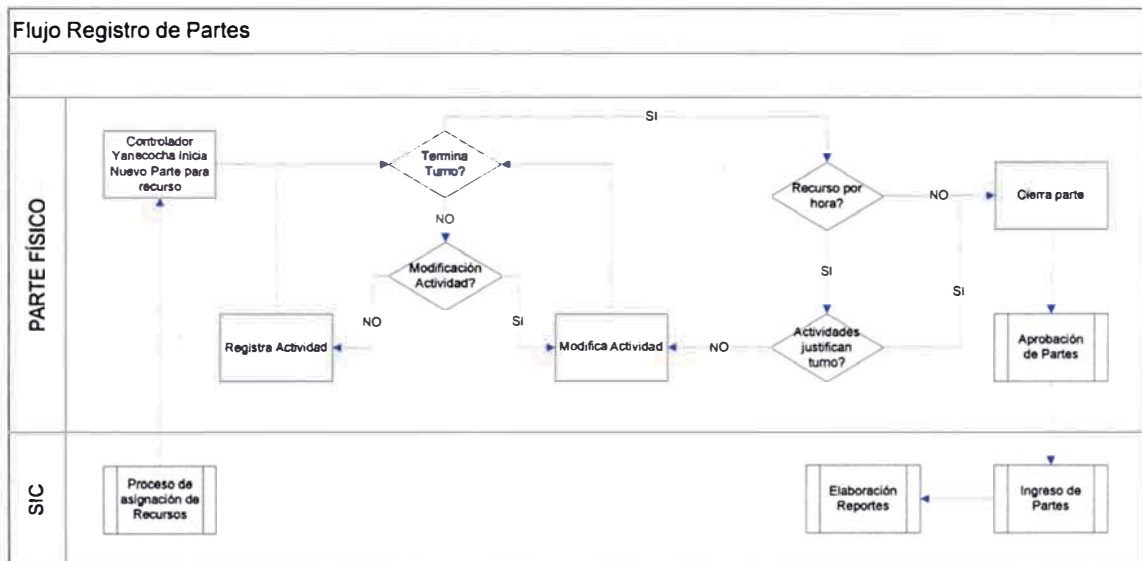 Flujo Registro de Partes
PARTE FÍSICO
Controlador
Yanecocha inicia
Nuevo Parte para
recurso
Termina
Turno?
SI
Recurso por
hora?
NO
Cierra parte
NO
Modificación
Actividad?
SI
SI
NO
SI
Registra Actividad
Modifica Actividad
NO
Actividades
justifican
turno?
Aprobación
de Partes
SIC
Proceso de
asignación de
Recursos
Elaboración
Reportes
Ingreso de
Partes